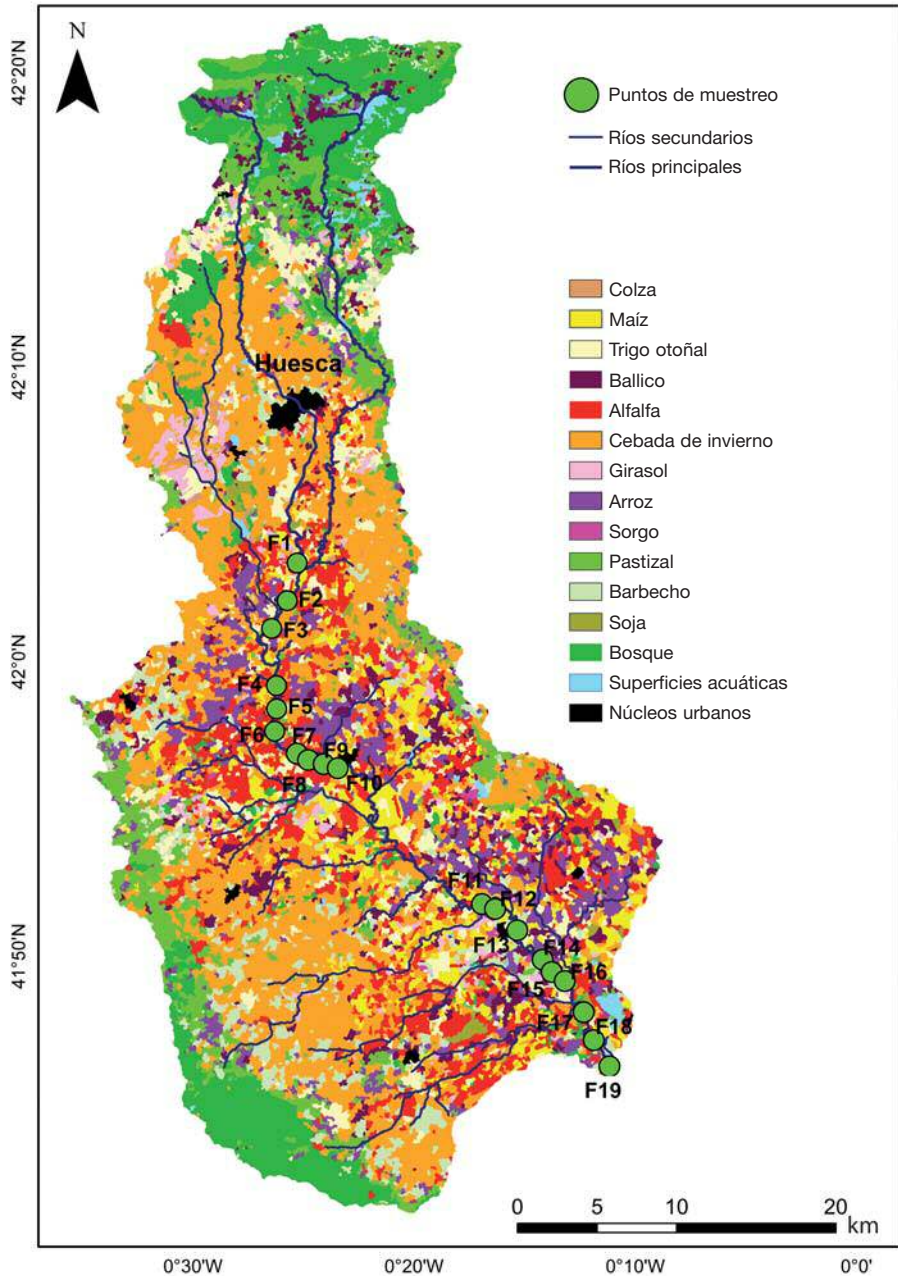 N
42°20'N
42°10'N
42°0'N
41°50'N
Puntos de muestreo
Ríos secundarios
Ríos principales
Colza
Maíz
Trigo otoñal
Ballico
Alfalfa
Cebada de invierno
Girasol
Arroz
Sorgo
Pastizal
Barbecho
Soja
Bosque
Superficies acuáticas
Núcleos urbanos
Huesca
F1
F2
F3
F4
F5
F6
F7
F8
F9
F10
F11
F12
F13
F14
F15
F16
F17
F18
F19
0 5 10 20
km
0°30'W 0°20'W 0°10'W 0°0'